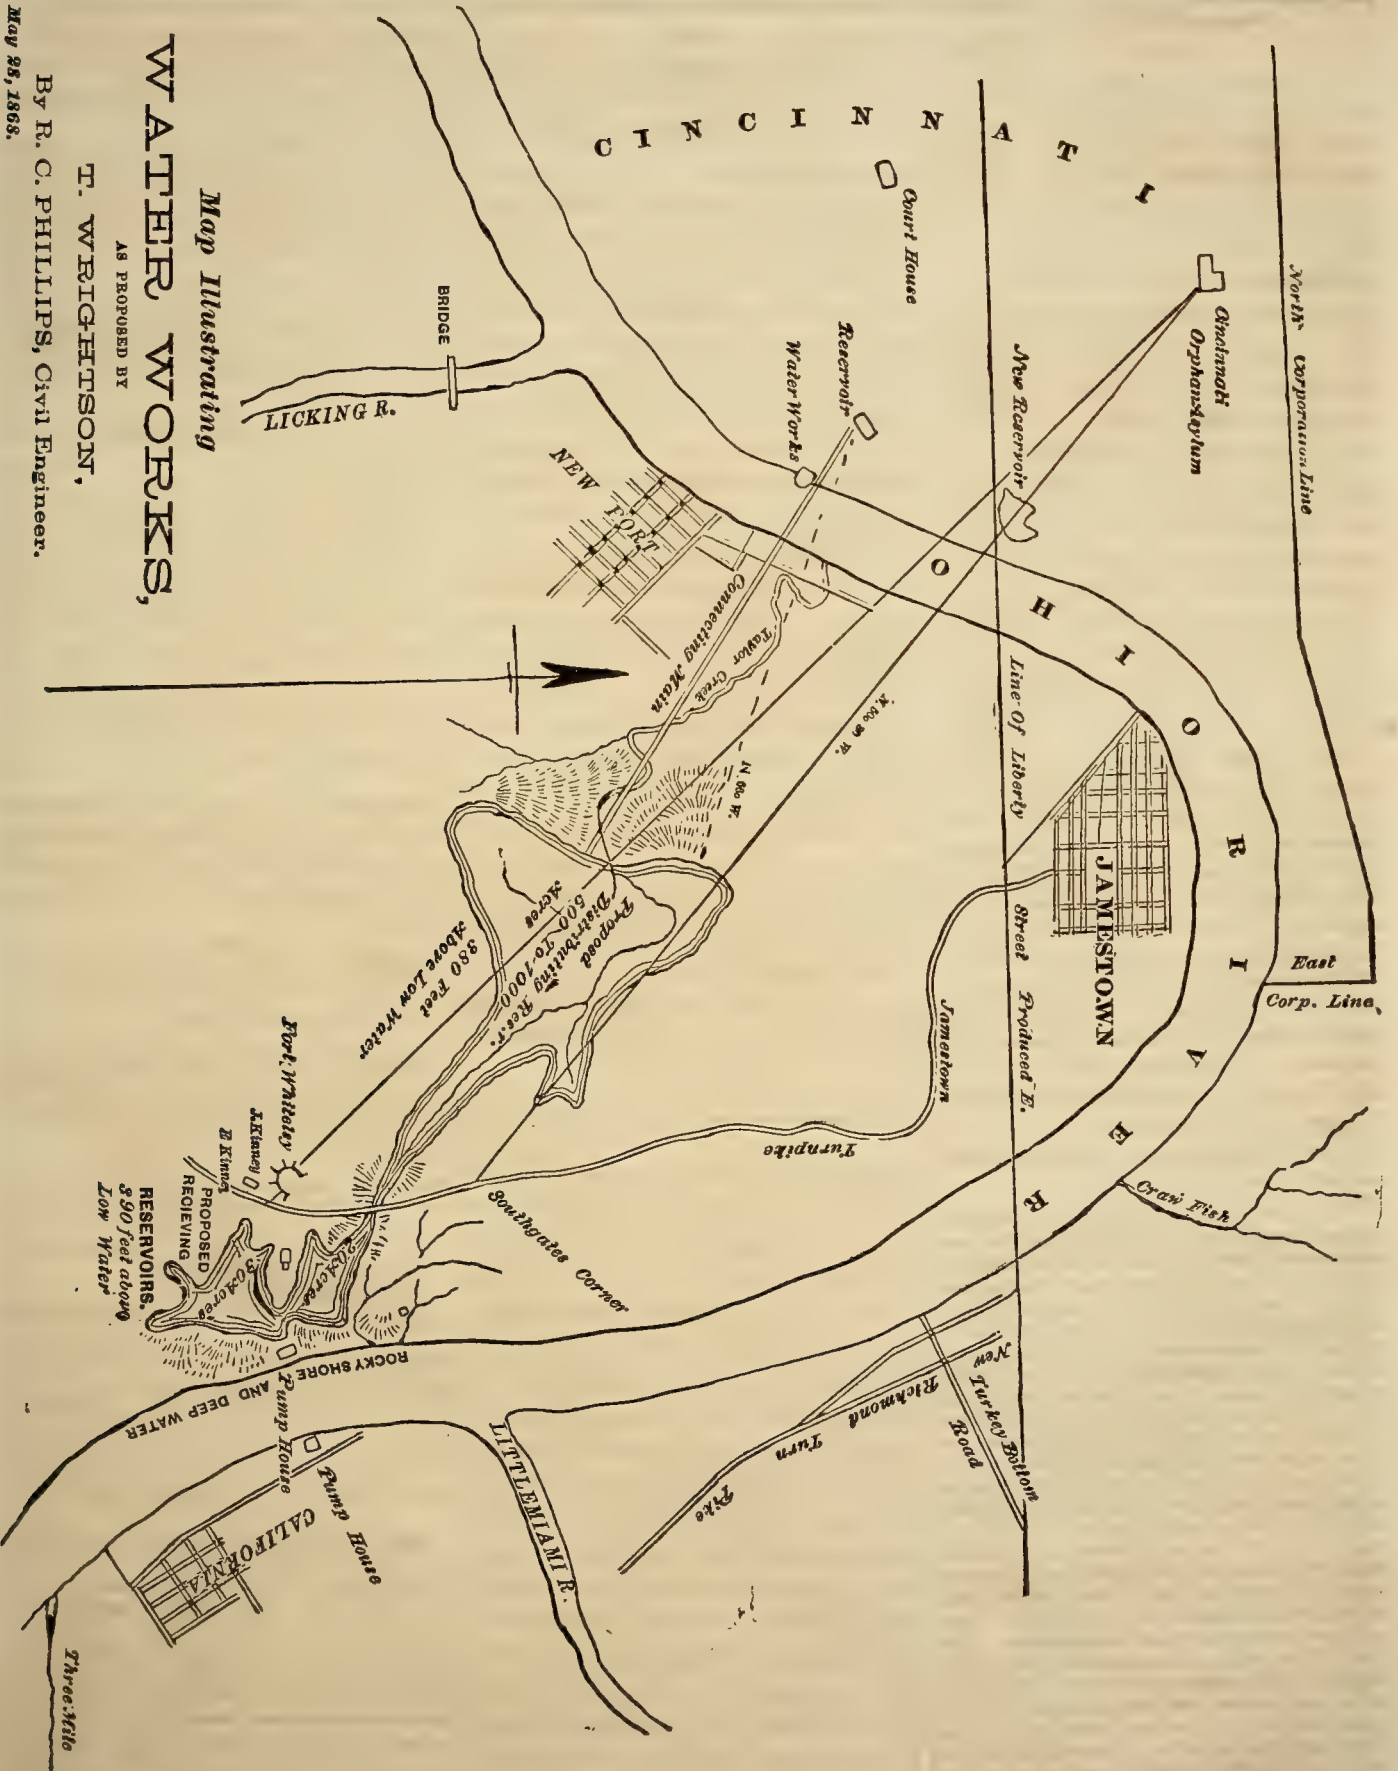 Map Illustrating
WATER WORKS,
AS PROPOSED BY
T. WRIGHTSON,
By R. C. PHILLIPS, Civil Engineer.
May 28, 1868.
North Corporation Line
East
Corp. Line,
CINCINNATI
Cincinnati
Orphan Asylum
Court House
New Reservoir
Reservoir
Water Works
BRIDGE
LICKING R.
NEW
PORT
OHIO RIVER
Line Of Liberty Street Produced E.
JAMESTOWN
Jamestown
Turnpike
Connecting Main
Taylor Creek
N. 66 W.
Proposed
Distributing Res.r.
500 To 1000
Acres
380 Feet
Above Low Water
Fort Whiteley
J. Kinney
E Kinney
Southgates Corner
PROPOSED
RECIEVING
RESERVOIRS.
390 feet above
Low Water
20 Acres
30 Acres
ROCKY SHORE AND DEEP WATER
Pump House
Pump House
CALIFORNIA
LITTLE MIAMI R.
Craw Fish
New
Richmond
Turn
Pike
Turkey Bottom
Road
Three Mile